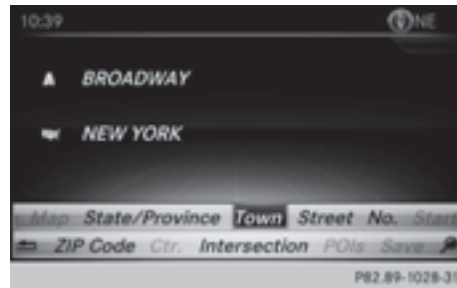 10:39 NE
BROADWAY
NEW YORK
Map State/Province Town Street No. Start
ZIP Code Ctr. Intersection POIs Save
P82.89-1028-31